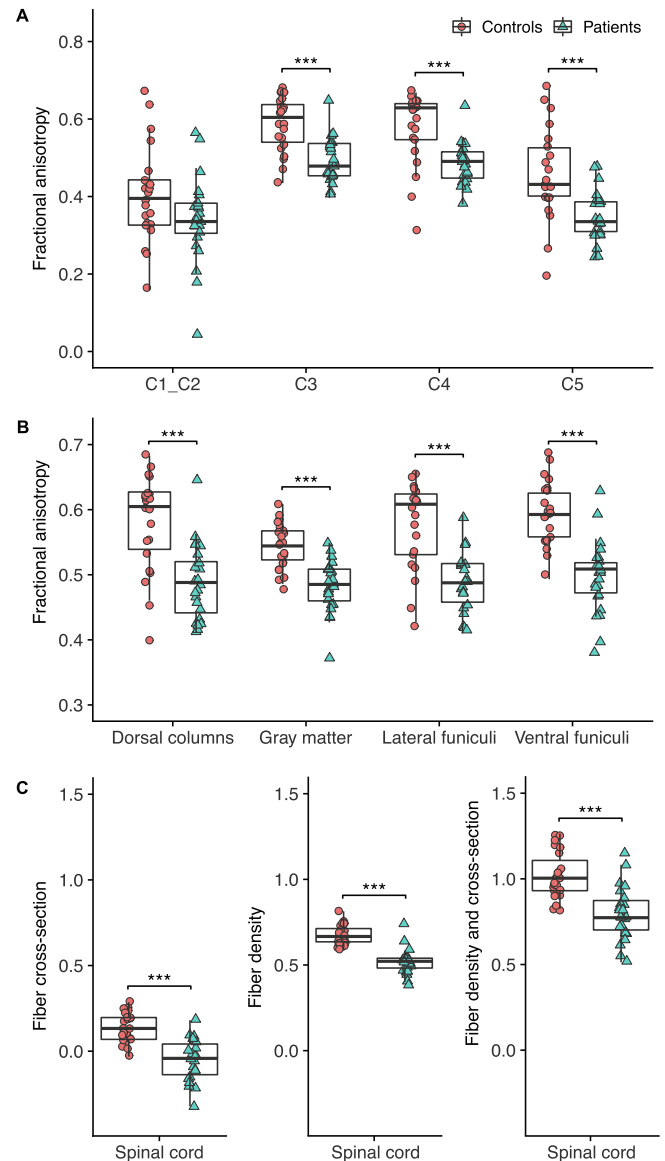 A
Controls Patients
0.8
0.6
0.4
0.2
0.0
Fractional anisotropy
*** *** ***
C1_C2 C3 C4 C5
B
0.7
0.6
0.5
0.4
0.3
Fractional anisotropy
*** *** *** ***
Dorsal columns Gray matter Lateral funiculi Ventral funiculi
C
1.5
1.0
0.5
0.0
Fiber cross-section
***
Spinal cord
1.5
1.0
0.5
0.0
Fiber density
***
Spinal cord
1.5
1.0
0.5
0.0
Fiber density and cross-section
***
Spinal cord